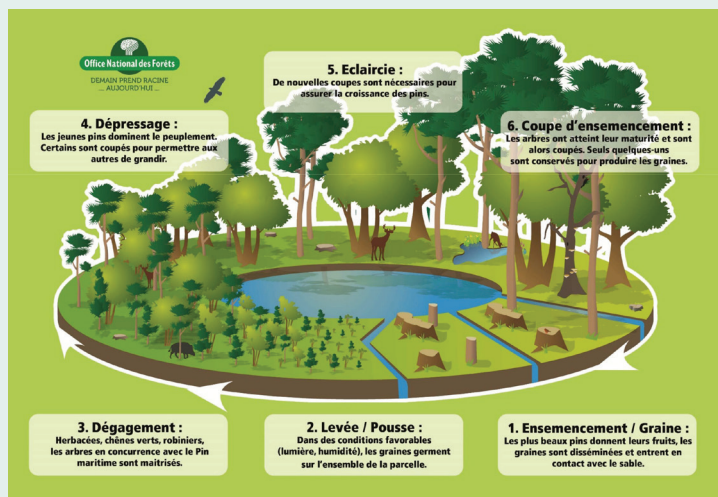 Office National des Forêts
DEMAIN PREND RACINE
... AUJOURD'HUI ...
5. Eclaircie :
De nouvelles coupes sont nécessaires pour
assurer la croissance des pins.
4. Dépressage :
Les jeunes pins dominent le peuplement.
Certains sont coupés pour permettre aux
autres de grandir.
6. Coupe d'ensemencement :
Les arbres ont atteint leur maturité et sont
alors coupés. Seuls quelques-uns
sont conservés pour produire les graines.
3. Dégagement :
Herbacées, chênes verts, robiniers,
les arbres en concurrence avec le Pin
maritime sont maitrisés.
2. Levée / Pousse :
Dans des conditions favorables
(lumière, humidité), les graines germent
sur l'ensemble de la parcelle.
1. Ensemencement / Graine :
Les plus beaux pins donnent leurs fruits, les
graines sont disséminées et entrent en
contact avec le sable.